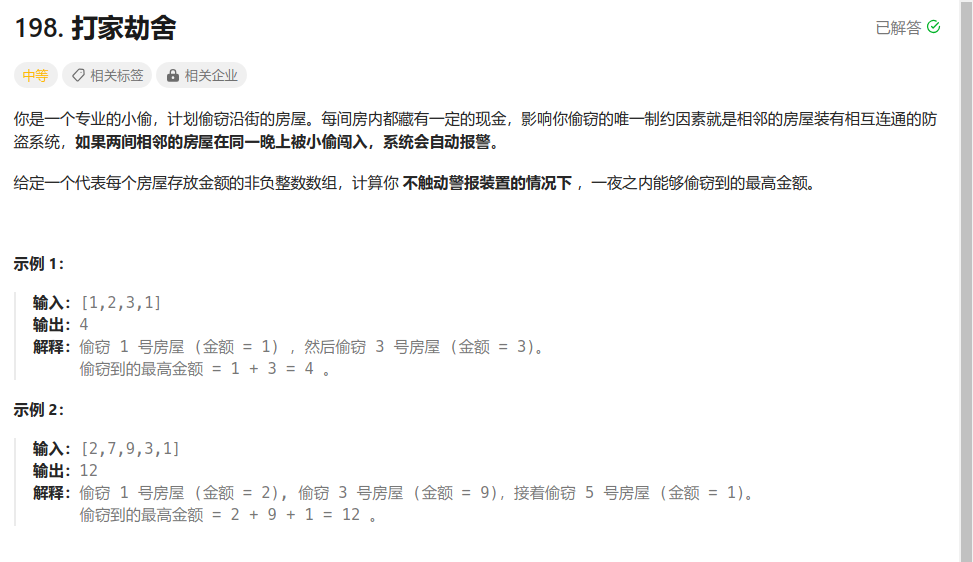 198. 打家劫舍
已解答
中等 相关标签 相关企业
你是一个专业的小偷，计划偷窃沿街的房屋。每间房内都藏有一定的现金，影响你偷窃的唯一制约因素就是相邻的房屋装有相互连通的防
盗系统，如果两间相邻的房屋在同一晚上被小偷闯入，系统会自动报警。
给定一个代表每个房屋存放金额的非负整数数组，计算你 不触动警报装置的情况下 ，一夜之内能够偷窃到的最高金额。
示例 1：
输入：[1,2,3,1]
输出：4
解释：偷窃 1 号房屋 (金额 = 1) ，然后偷窃 3 号房屋 (金额 = 3)。
偷窃到的最高金额 = 1 + 3 = 4 。
示例 2：
输入：[2,7,9,3,1]
输出：12
解释：偷窃 1 号房屋 (金额 = 2), 偷窃 3 号房屋 (金额 = 9)，接着偷窃 5 号房屋 (金额 = 1)。
偷窃到的最高金额 = 2 + 9 + 1 = 12 。